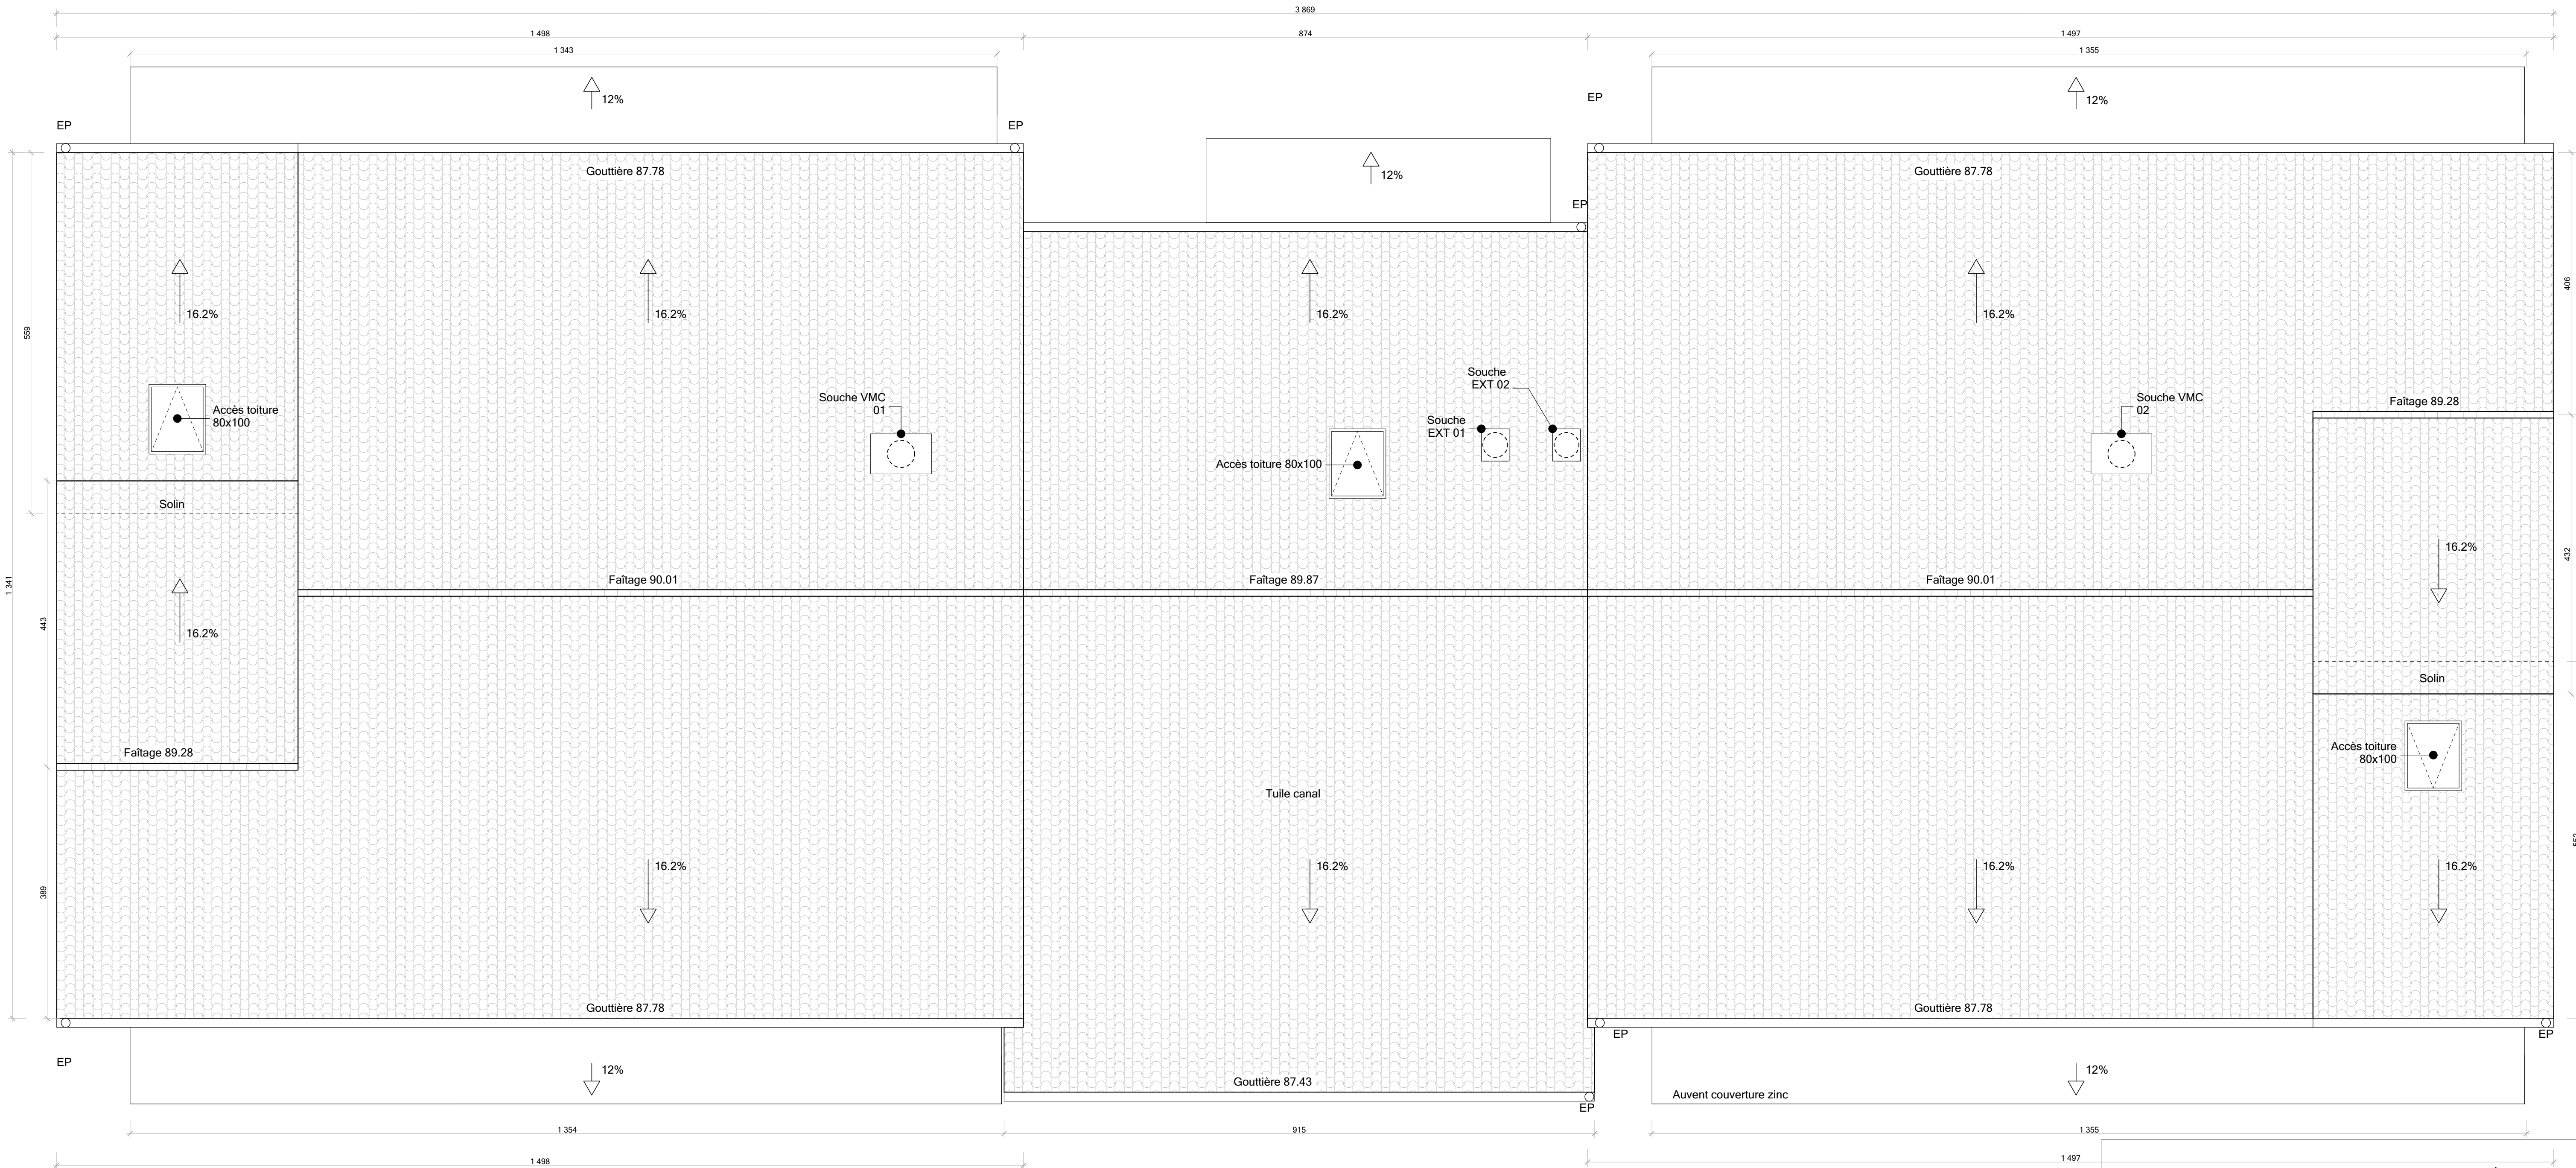 3 869
1 498
874
1 497
1 343
1 355
12%
12%
EP
EP
EP
12%
EP
Gouttière 87.78
Gouttière 87.78
16.2%
16.2%
16.2%
16.2%
559
406
Souche
EXT 02
Souche VMC
01
Souche VMC
02
Faîtage 89.28
Accès toiture
80x100
Souche
EXT 01
Accès toiture 80x100
Solin
16.2%
432
Faîtage 90.01
Faîtage 89.87
Faîtage 90.01
1 341
443
16.2%
Solin
Faîtage 89.28
Accès toiture
80x100
Tuile canal
16.2%
16.2%
16.2%
16.2%
389
Gouttière 87.78
Gouttière 87.78
EP
EP
EP
12%
12%
Gouttière 87.43
Auvent couverture zinc
EP
1 354
915
1 355
1 498
1 497